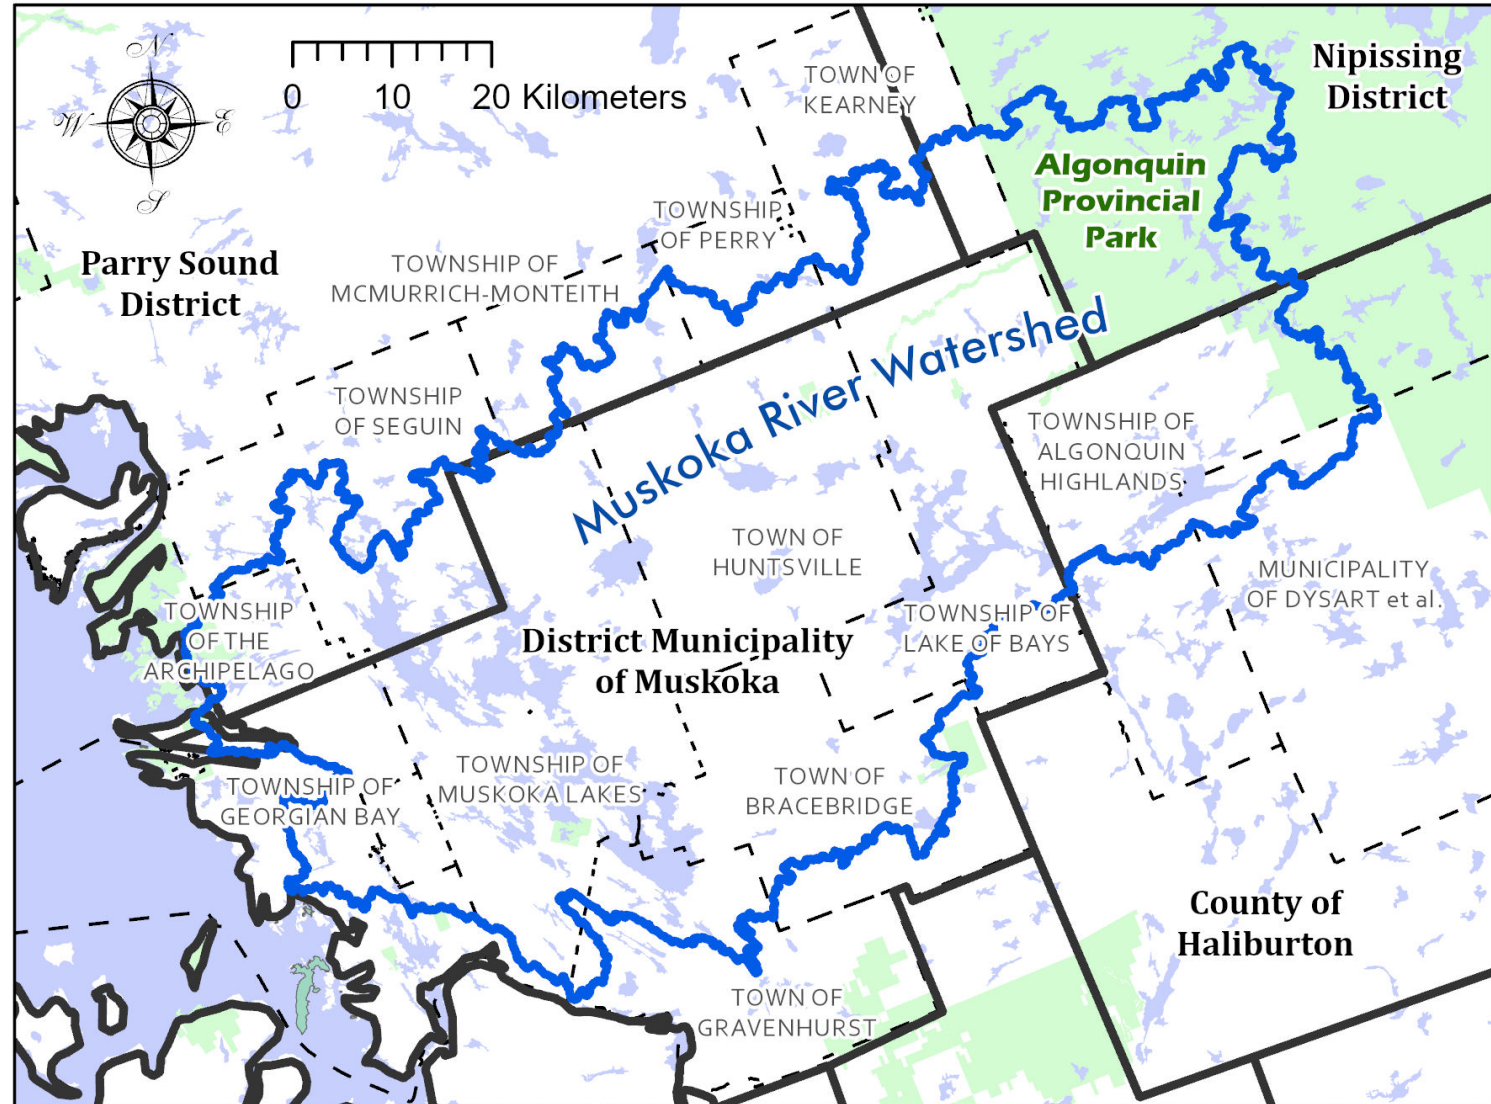 N
W
E
S
0 10 20 Kilometers
TOWN OF
KEARNEY
Nipissing
District
Algonquin
Provincial
Park
TOWNSHIP
OF PERRY
Parry Sound
District
TOWNSHIP OF
MCMURRICH-MONTEITH
Muskoka River Watershed
TOWNSHIP
OF SEGUIN
TOWNSHIP OF
ALGONQUIN
HIGHLANDS
TOWN OF
HUNTSVILLE
MUNICIPALITY
OF DYSART et al.
TOWNSHIP
OF THE
ARCHIPELAGO
TOWNSHIP OF
LAKE OF BAYS
District Municipality
of Muskoka
TOWNSHIP OF
GEORGIAN BAY
TOWNSHIP OF
MUSKOKA LAKES
TOWN OF
BRACEBRIDGE
County of
Haliburton
TOWN OF
GRAVENHURST